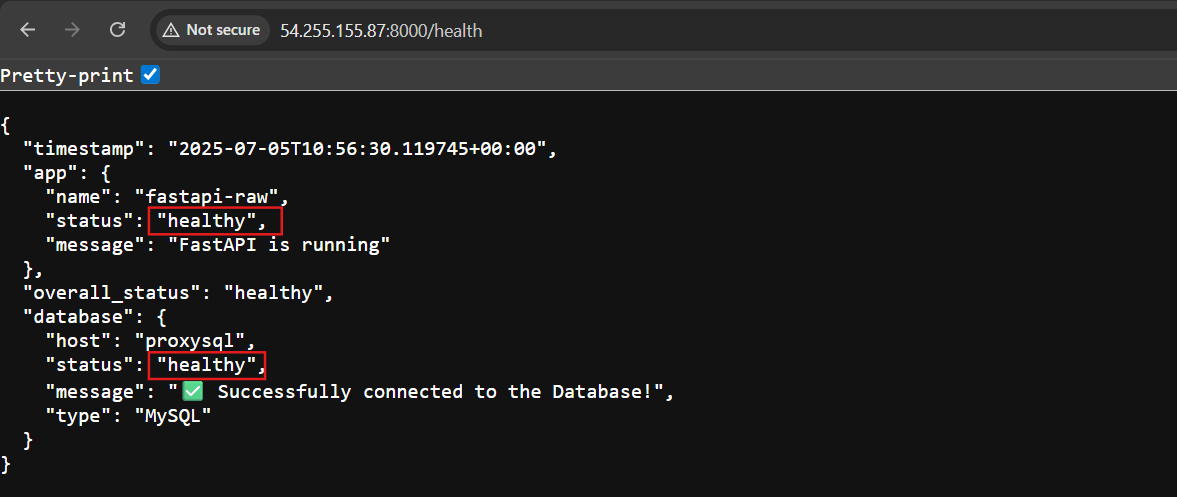 Not secure 54.255.155.87:8000/health
Pretty-print
{
  "timestamp": "2025-07-05T10:56:30.119745+00:00",
  "app": {
    "name": "fastapi-raw",
    "status": "healthy",
    "message": "FastAPI is running"
  },
  "overall_status": "healthy",
  "database": {
    "host": "proxysql",
    "status": "healthy",
    "message": "✅ Successfully connected to the Database!",
    "type": "MySQL"
  }
}